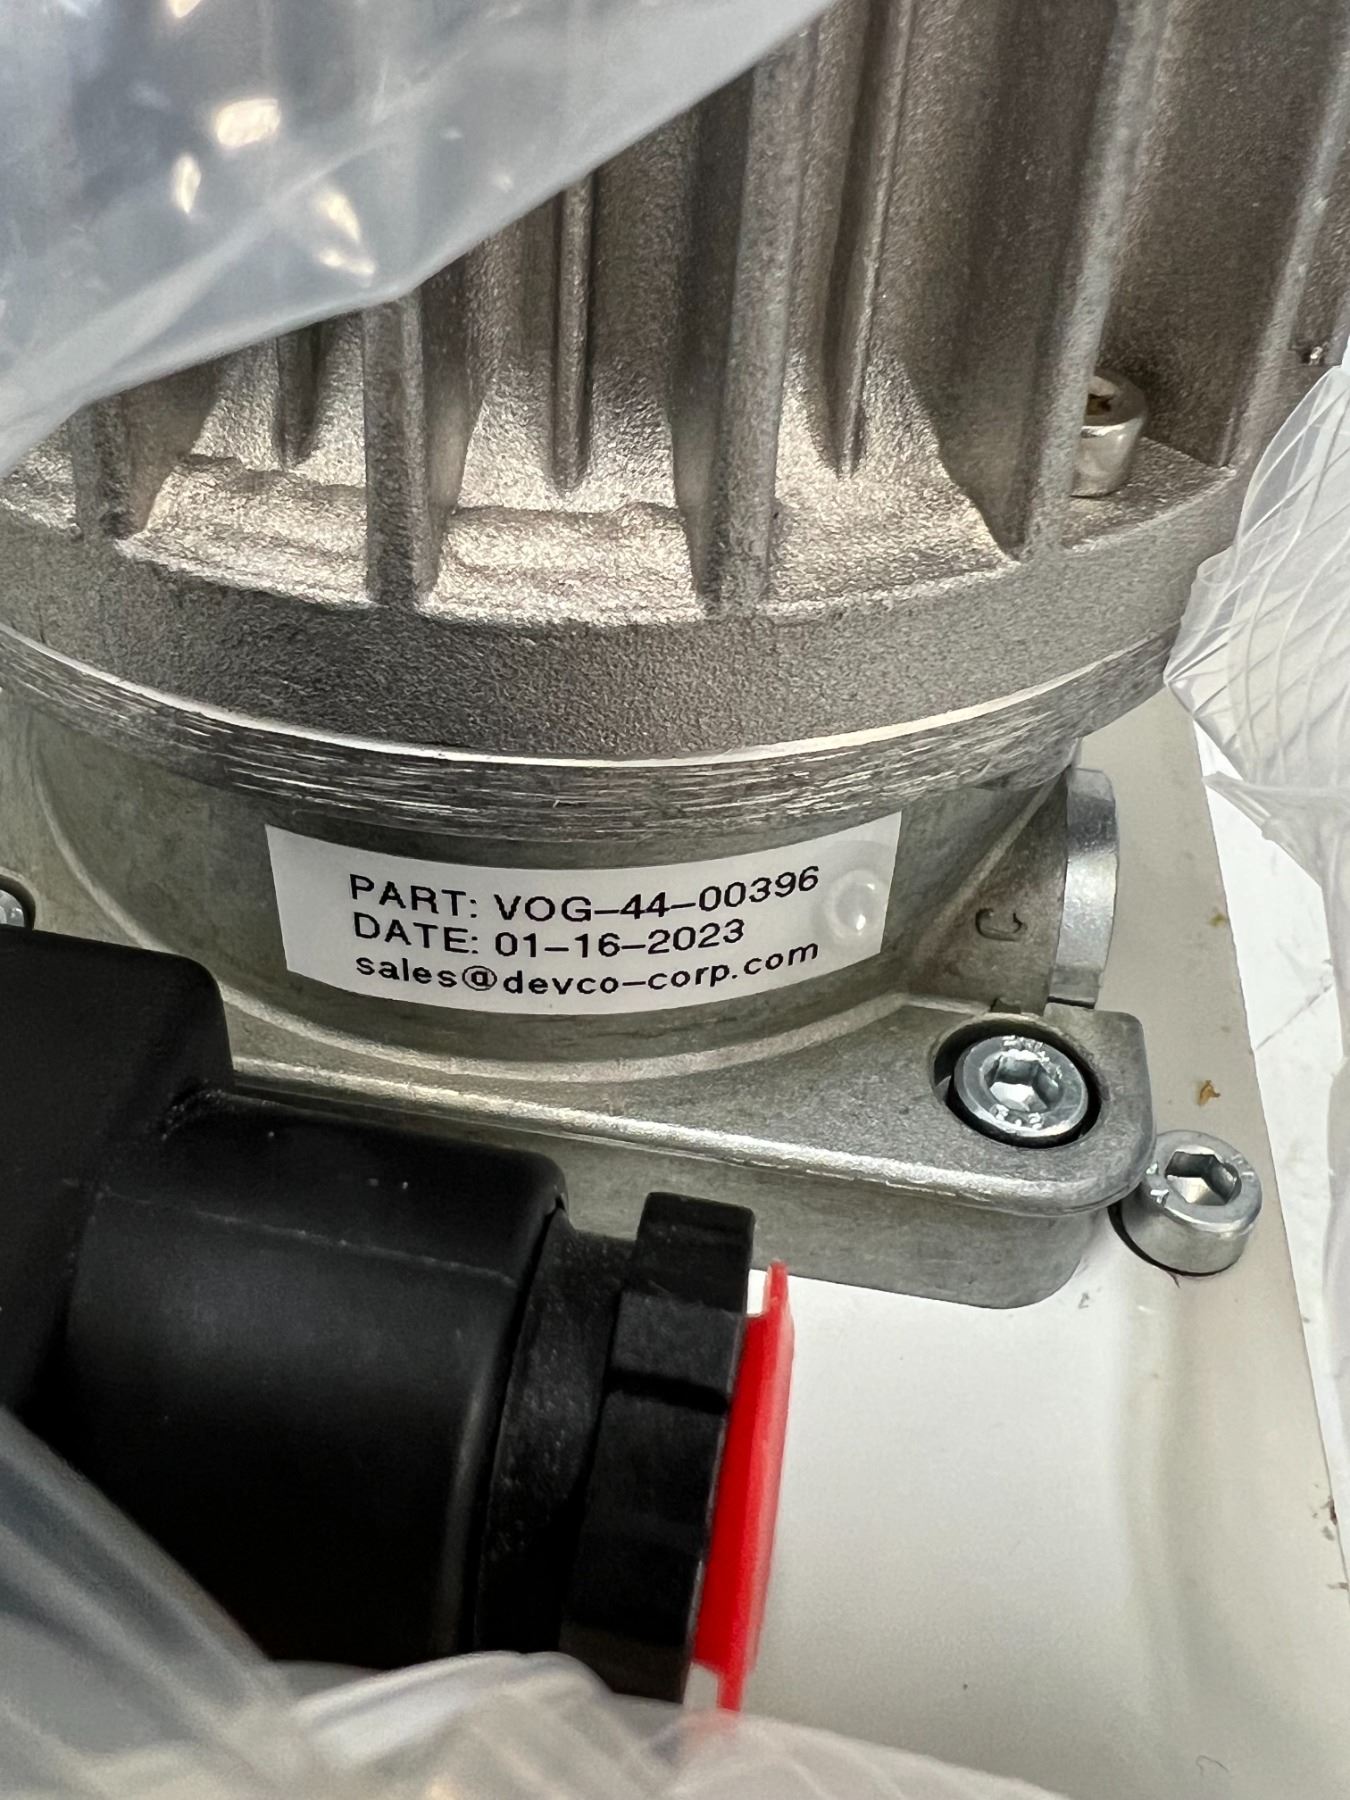 PART: VOG-44-00396
DATE: 01-16-2023
sales@devco-corp.com